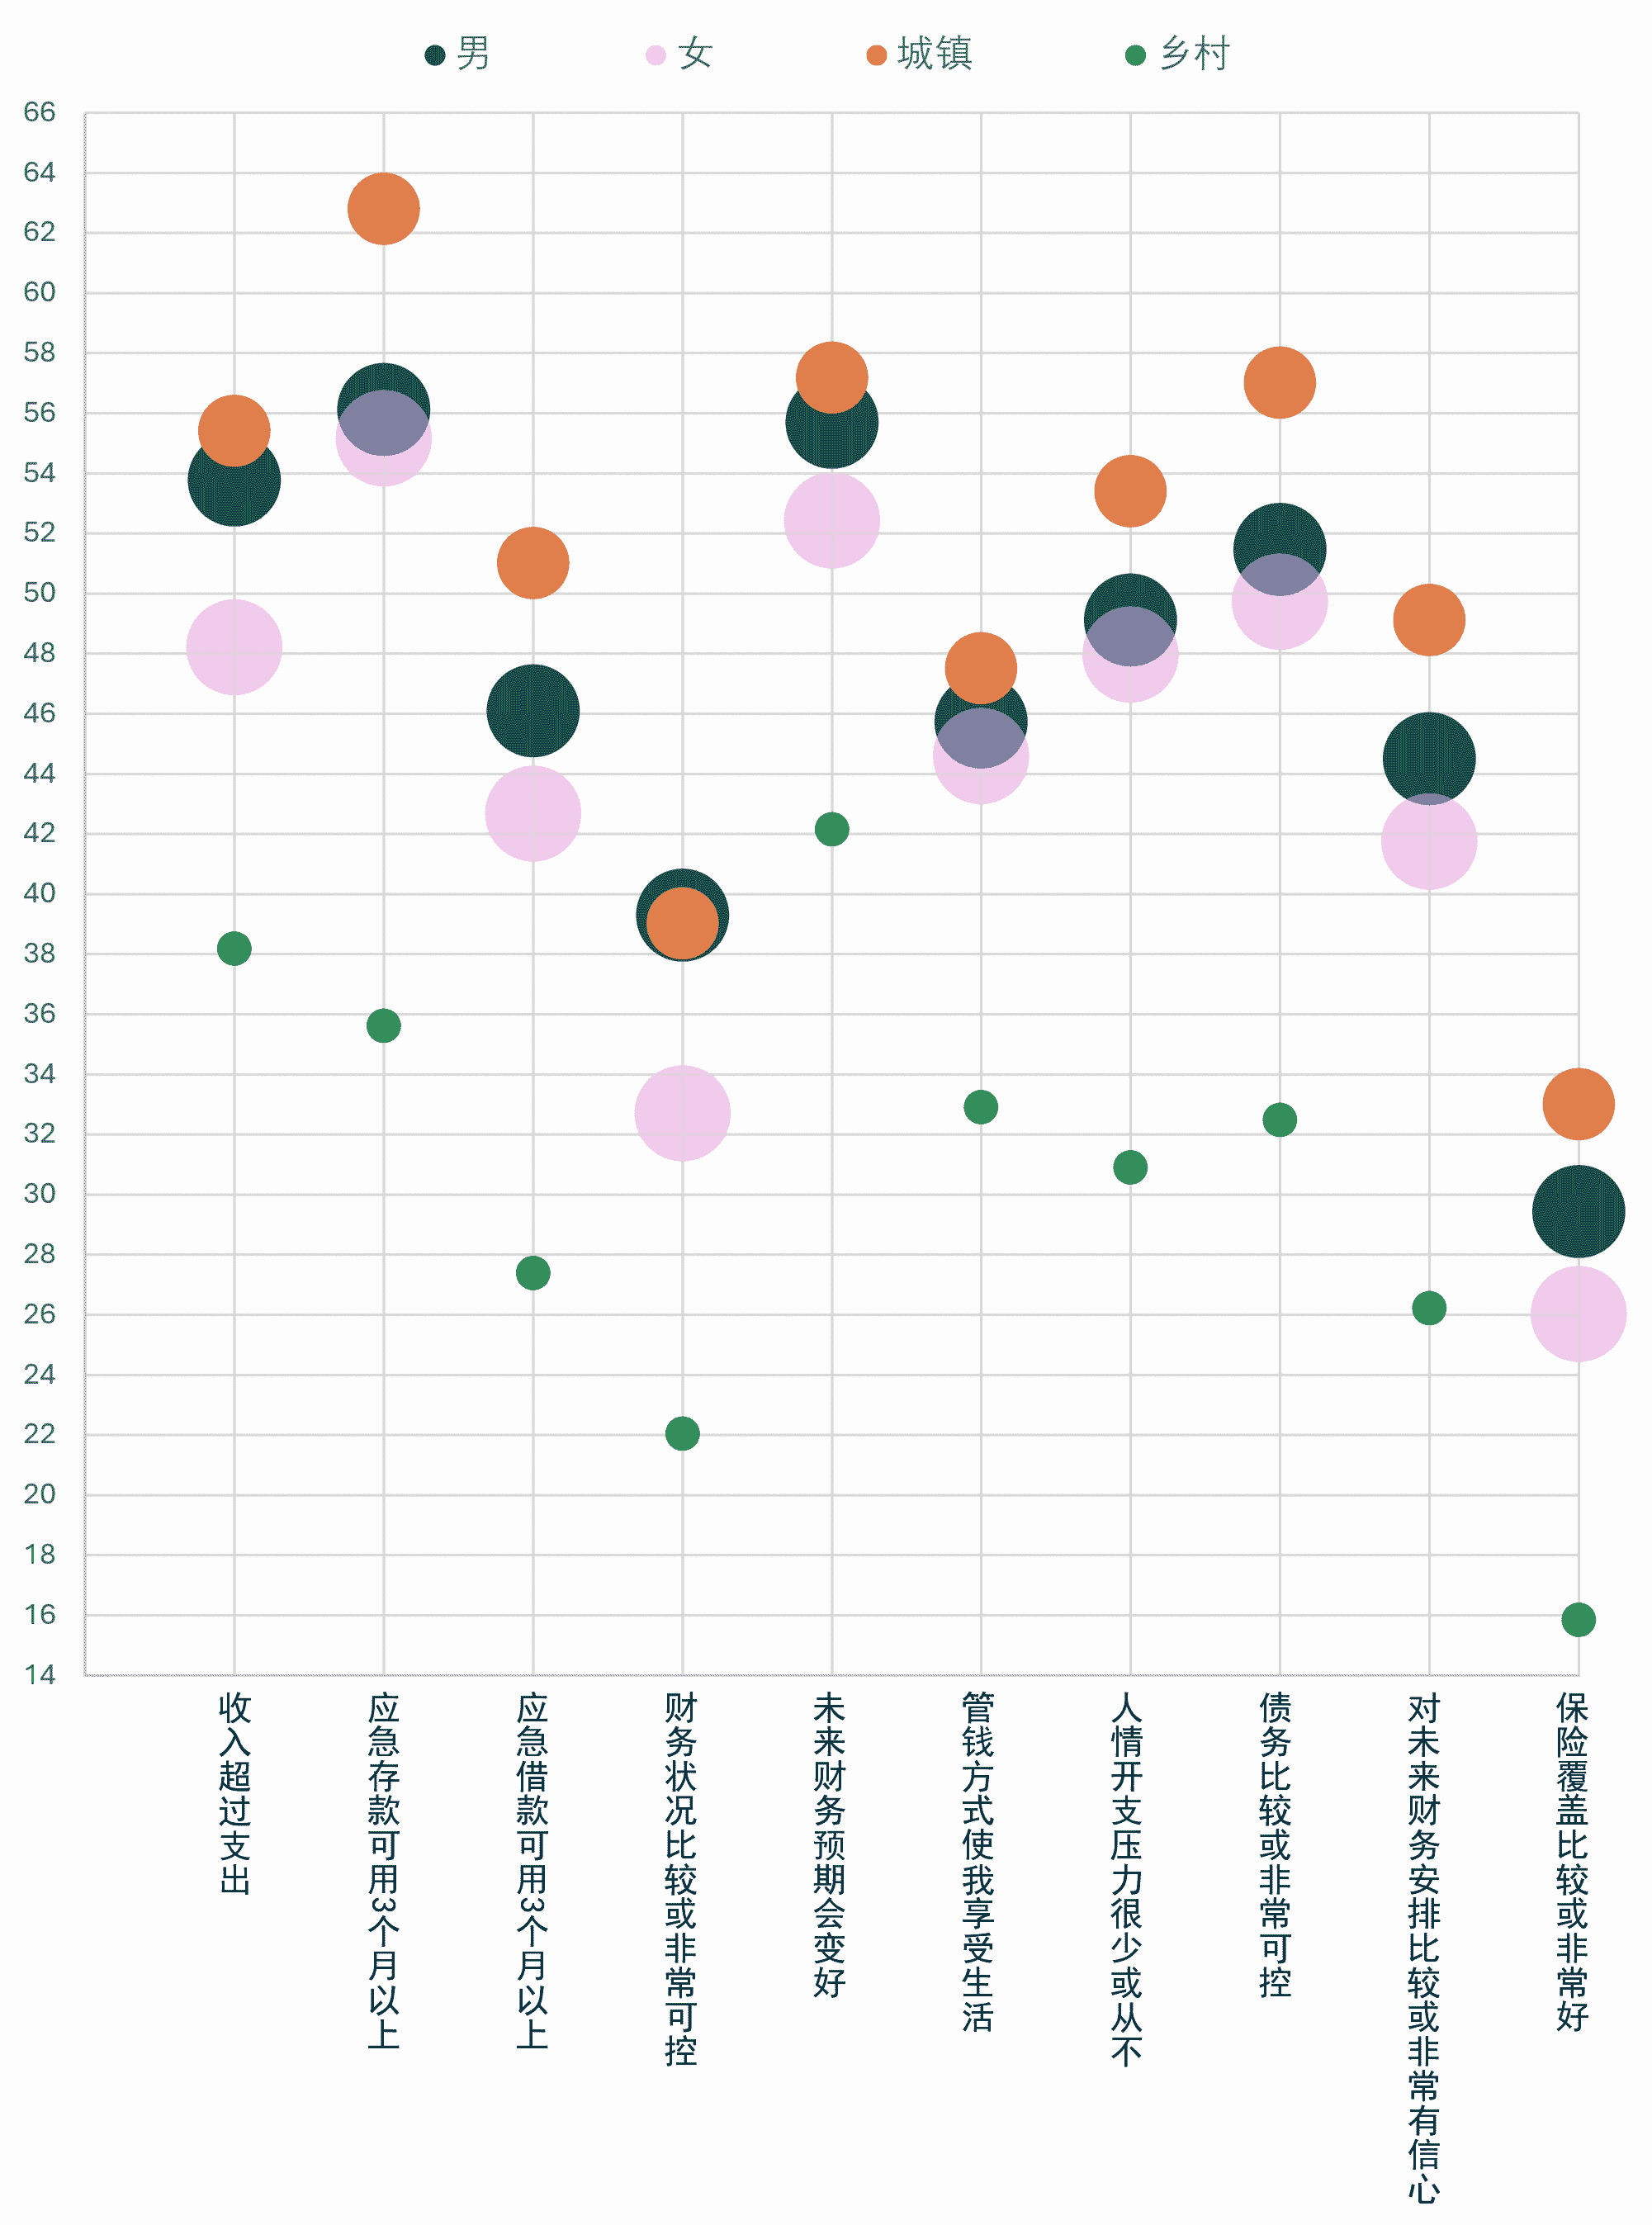 男 女 城镇 乡村
66
64
62
60
58
56
54
52
50
48
46
44
42
40
38
36
34
32
30
28
26
24
22
20
18
16
14
收入超过支出
应急存款可用3个月以上
应急借款可用3个月以上
财务状况比较或非常可控
未来财务预期会变好
管钱方式使我享受生活
人情开支压力很少或从不
债务比较或非常可控
对未来财务安排比较或非常有信心
保险覆盖比较或非常好